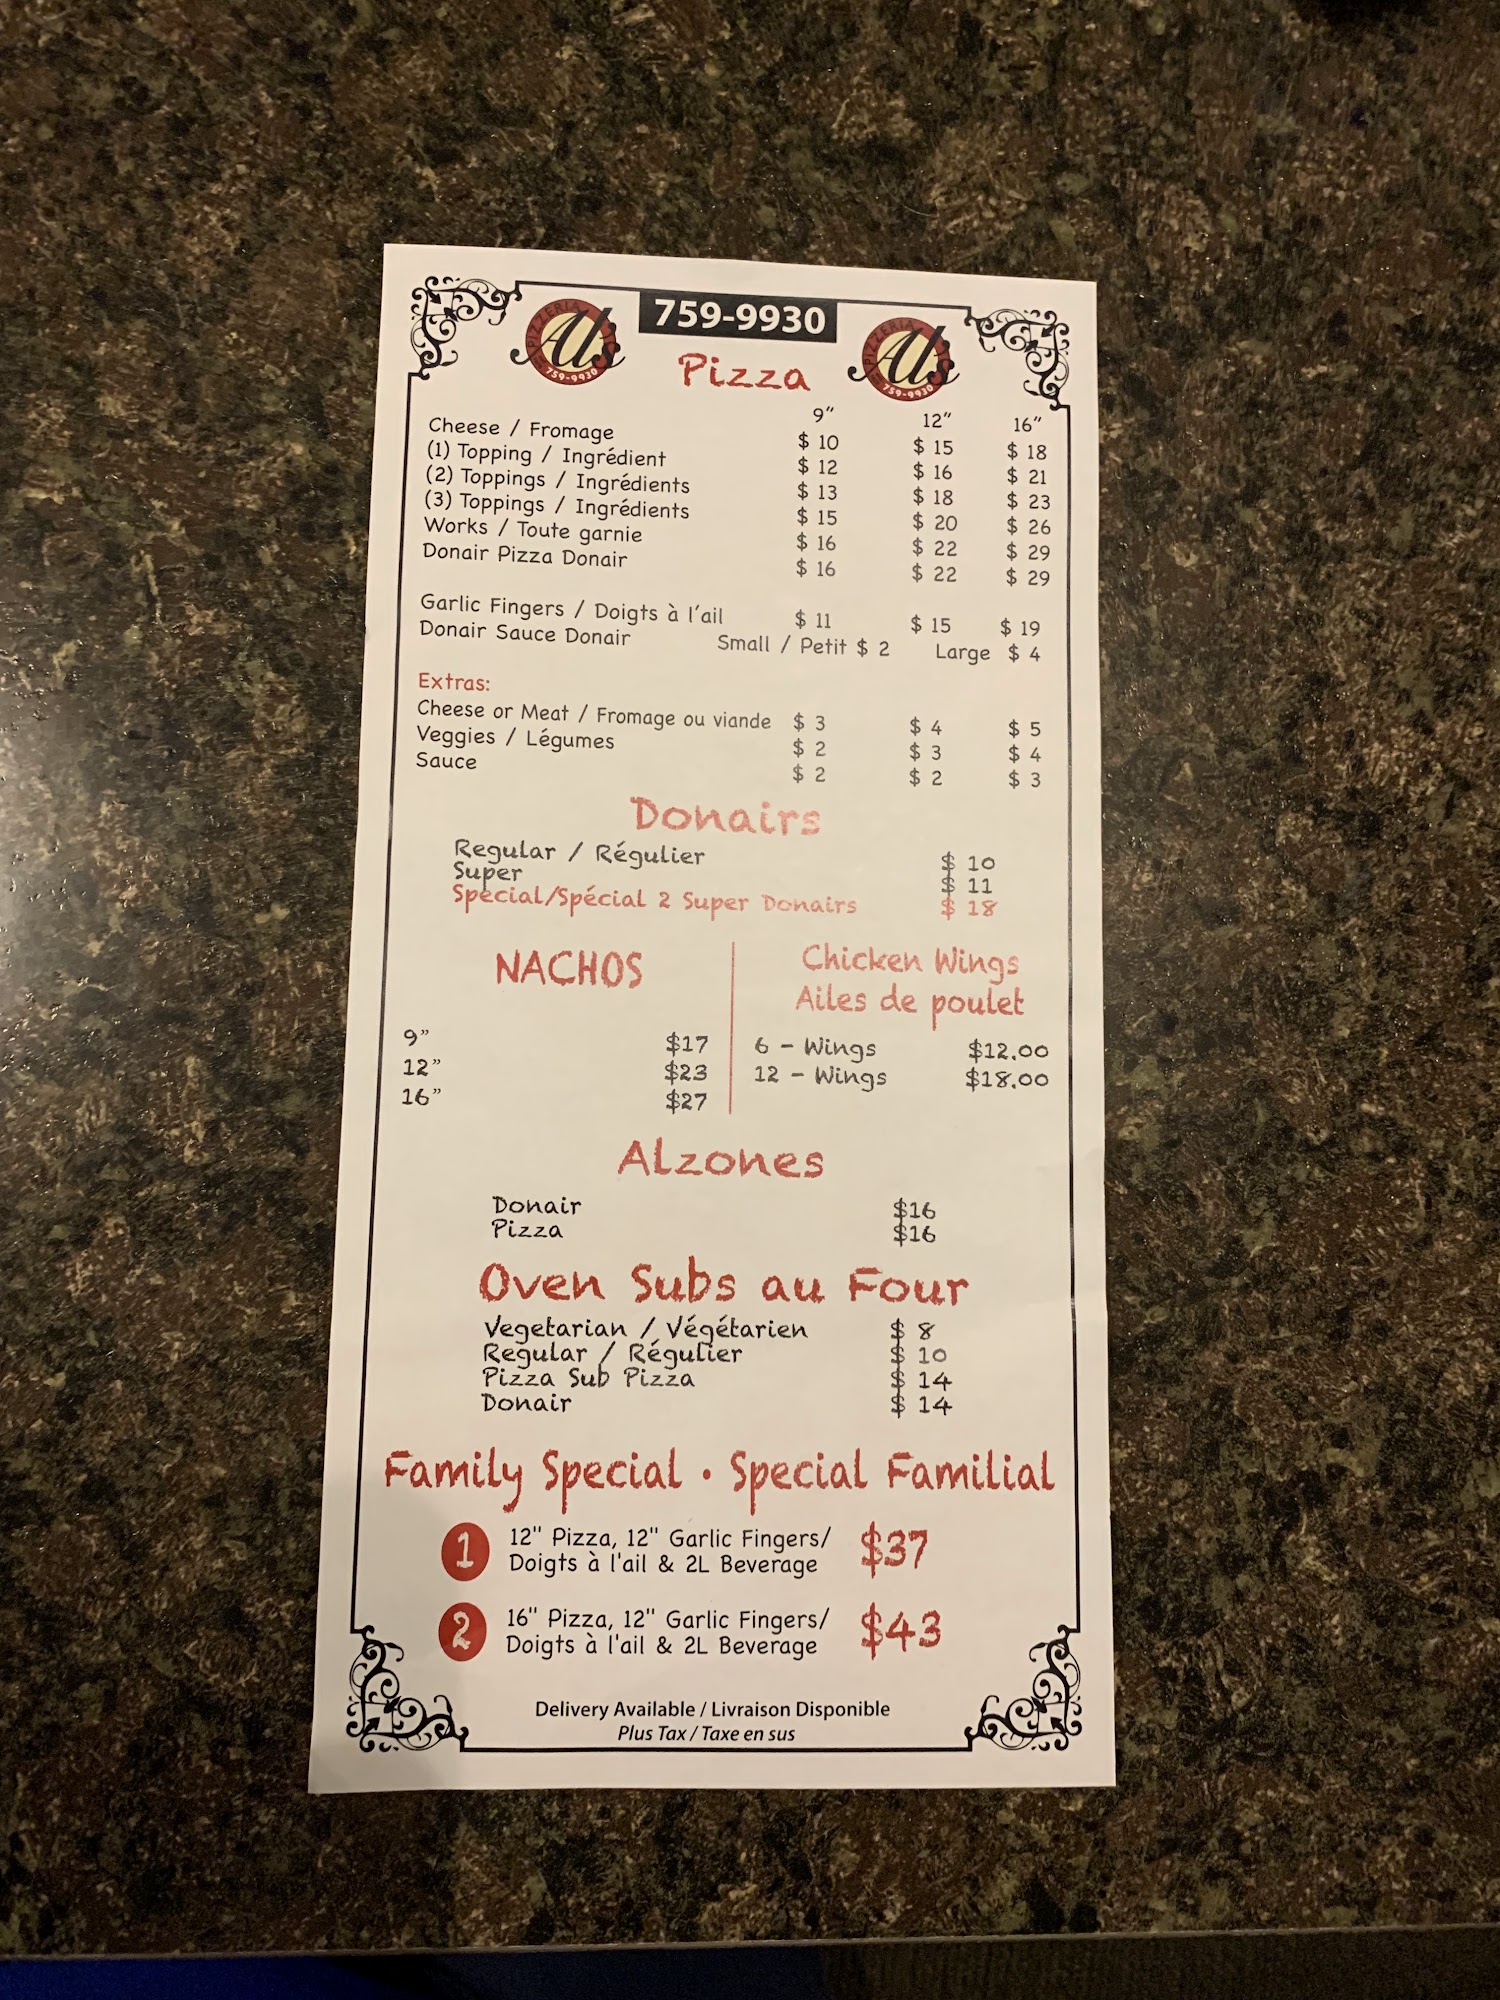 759-9930
PIZZERIA
Al's
759-9930
PIZZERIA
Al's
759-9930
Pizza
9" 12" 16"
Cheese / Fromage $ 10 $ 15 $ 18
(1) Topping / Ingrédient $ 12 $ 16 $ 21
(2) Toppings / Ingrédients $ 13 $ 18 $ 23
(3) Toppings / Ingrédients $ 15 $ 20 $ 26
Works / Toute garnie $ 16 $ 22 $ 29
Donair Pizza Donair $ 16 $ 22 $ 29
Garlic Fingers / Doigts à l'ail $ 11 $ 15 $ 19
Donair Sauce Donair Small / Petit $ 2 Large $ 4
Extras:
Cheese or Meat / Fromage ou viande $ 3 $ 4 $ 5
Veggies / Légumes $ 2 $ 3 $ 4
Sauce $ 2 $ 2 $ 3
Donairs
Regular / Régulier $ 10
Super $ 11
Special/Spécial 2 Super Donairs $ 18
NACHOS
9" $17
12" $23
16" $27
Chicken Wings
Ailes de poulet
6 - Wings $12.00
12 - Wings $18.00
Alzones
Donair $16
Pizza $16
Oven Subs au Four
Vegetarian / Végétarien $ 8
Regular / Régulier $ 10
Pizza Sub Pizza $ 14
Donair $ 14
Family Special • Special Familial
1 12" Pizza, 12" Garlic Fingers/ $37
Doigts à l'ail & 2L Beverage
2 16" Pizza, 12" Garlic Fingers/ $43
Doigts à l'ail & 2L Beverage
Delivery Available / Livraison Disponible
Plus Tax / Taxe en sus